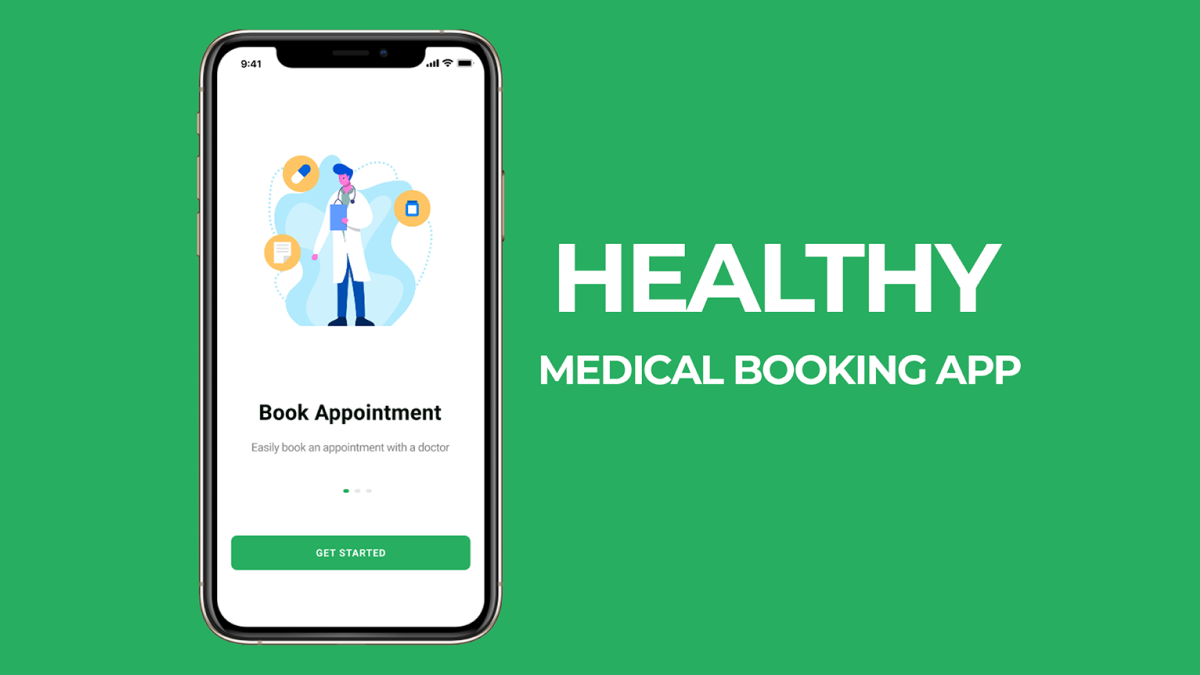 9:41
Book Appointment
Easily book an appointment with a doctor
GET STARTED
HEALTHY
MEDICAL BOOKING APP